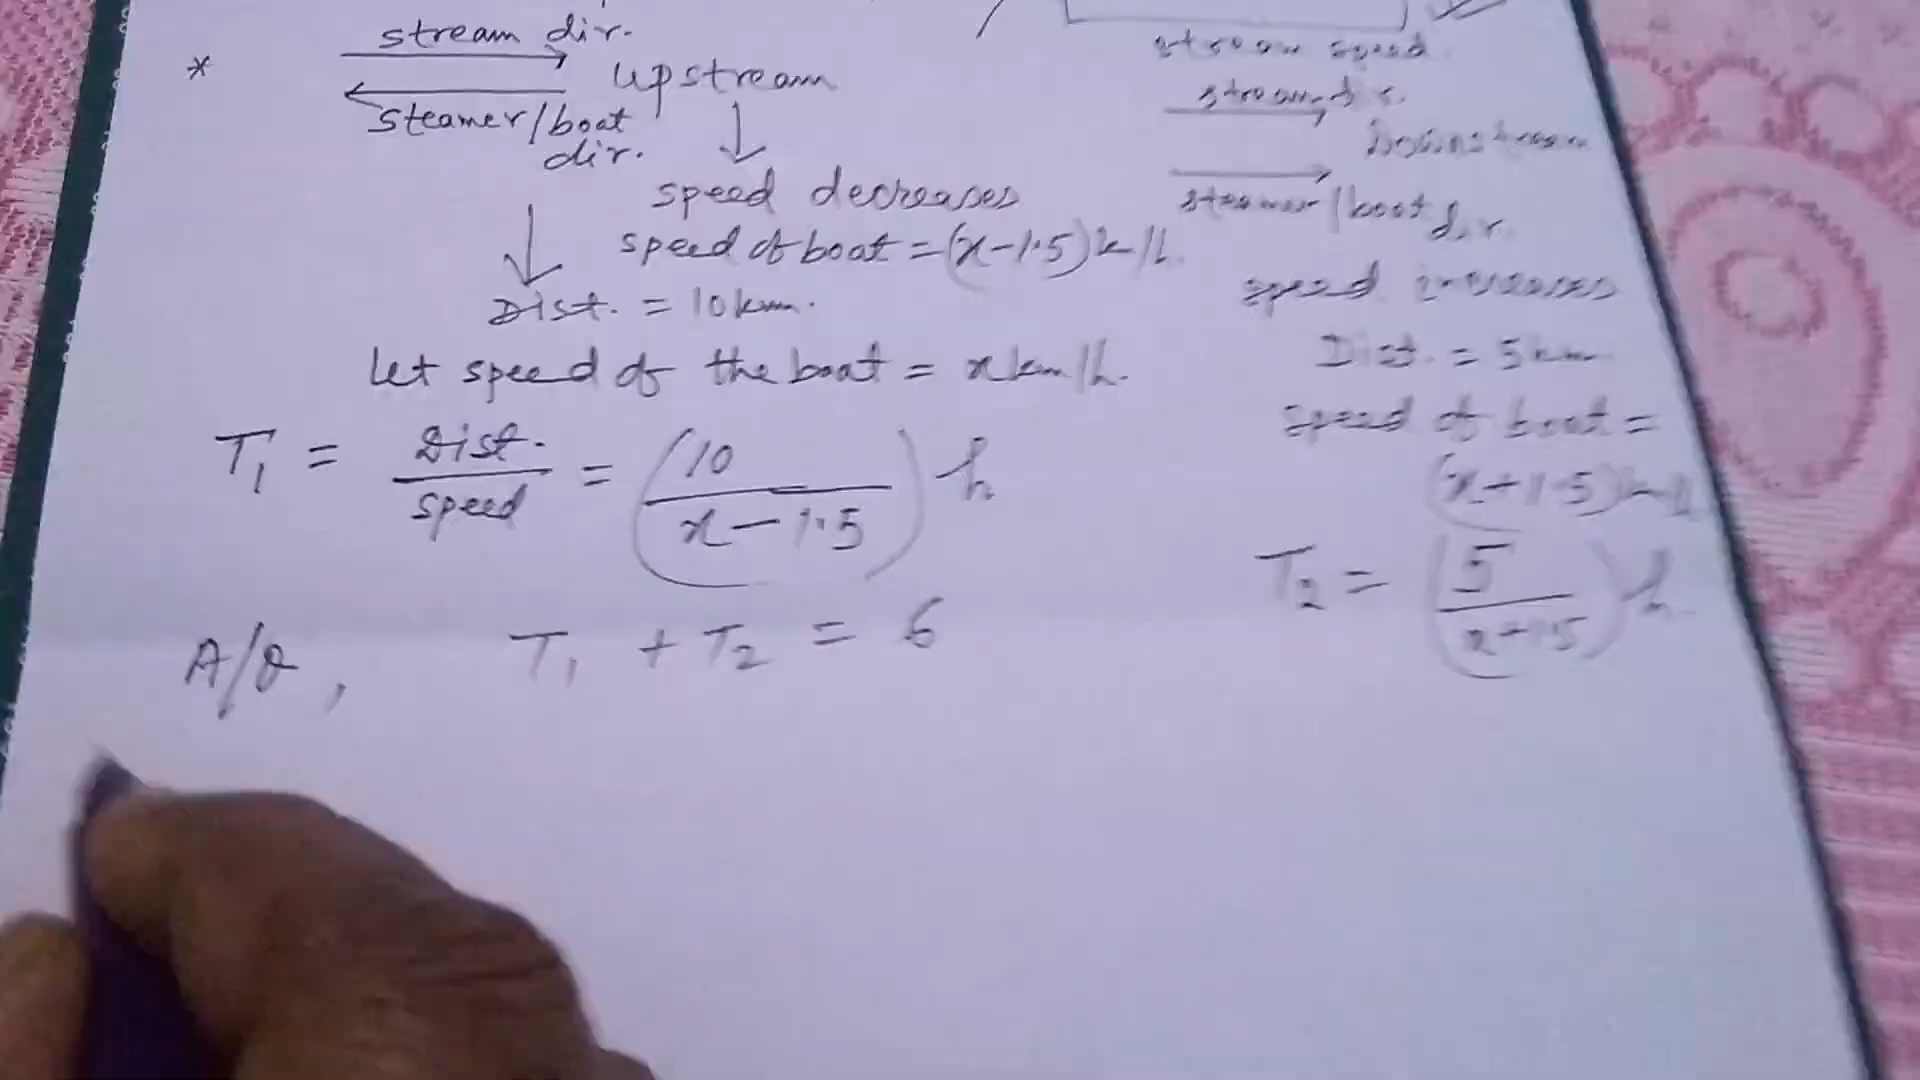 * stream dir.
upstream
steamer/boat
dir.
↓
speed decreases
speed of boat = (x-1.5) k/h.
Dist. = 10 km.
Let speed of the boat = x km/h.
T₁ = Dist./speed = (10/(x-1.5)) h
A/Q, T₁ + T₂ = 6
stream speed
stream dir.
Downstream
steamer/boat dir.
speed increases
Dist. = 5 km
speed of boat =
(x+1.5) k/h
T₂ = (5/(x+1.5)) h